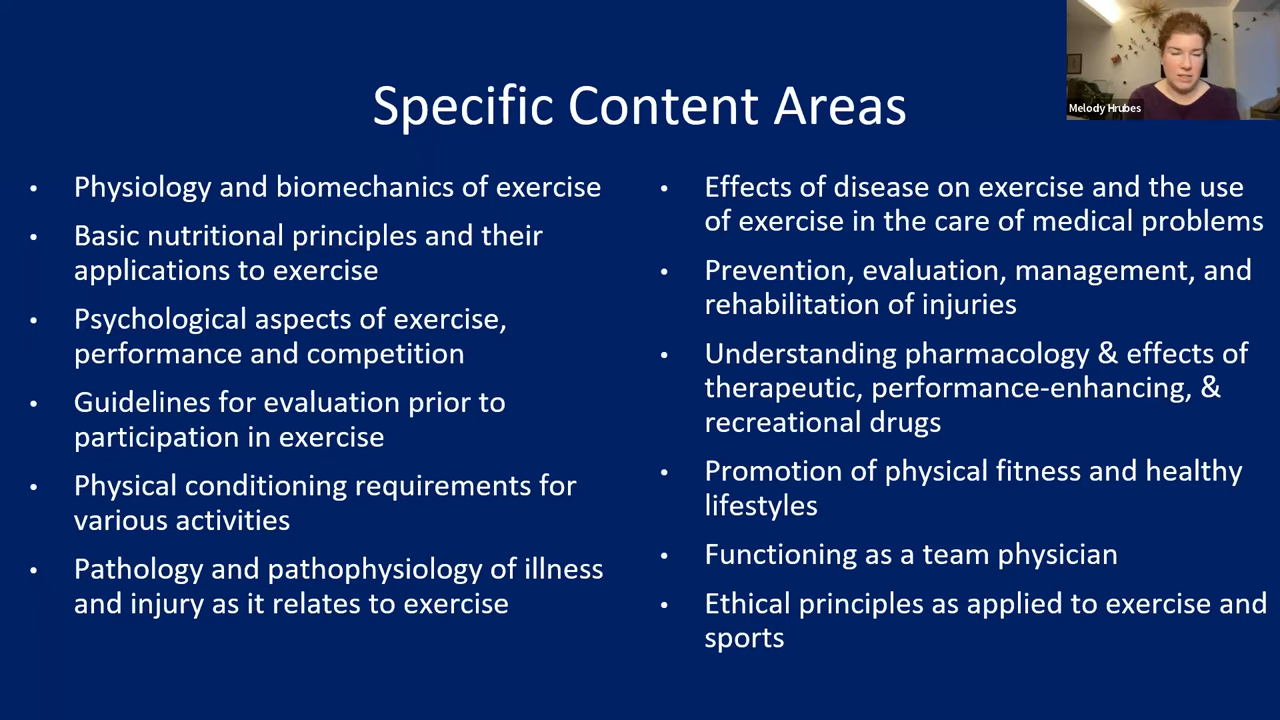 Specific Content Areas
Melody Hrubes
• Physiology and biomechanics of exercise
• Basic nutritional principles and their
applications to exercise
• Psychological aspects of exercise,
performance and competition
• Guidelines for evaluation prior to
participation in exercise
• Physical conditioning requirements for
various activities
• Pathology and pathophysiology of illness
and injury as it relates to exercise
• Effects of disease on exercise and the use
of exercise in the care of medical problems
• Prevention, evaluation, management, and
rehabilitation of injuries
• Understanding pharmacology & effects of
therapeutic, performance-enhancing, &
recreational drugs
• Promotion of physical fitness and healthy
lifestyles
• Functioning as a team physician
• Ethical principles as applied to exercise and
sports